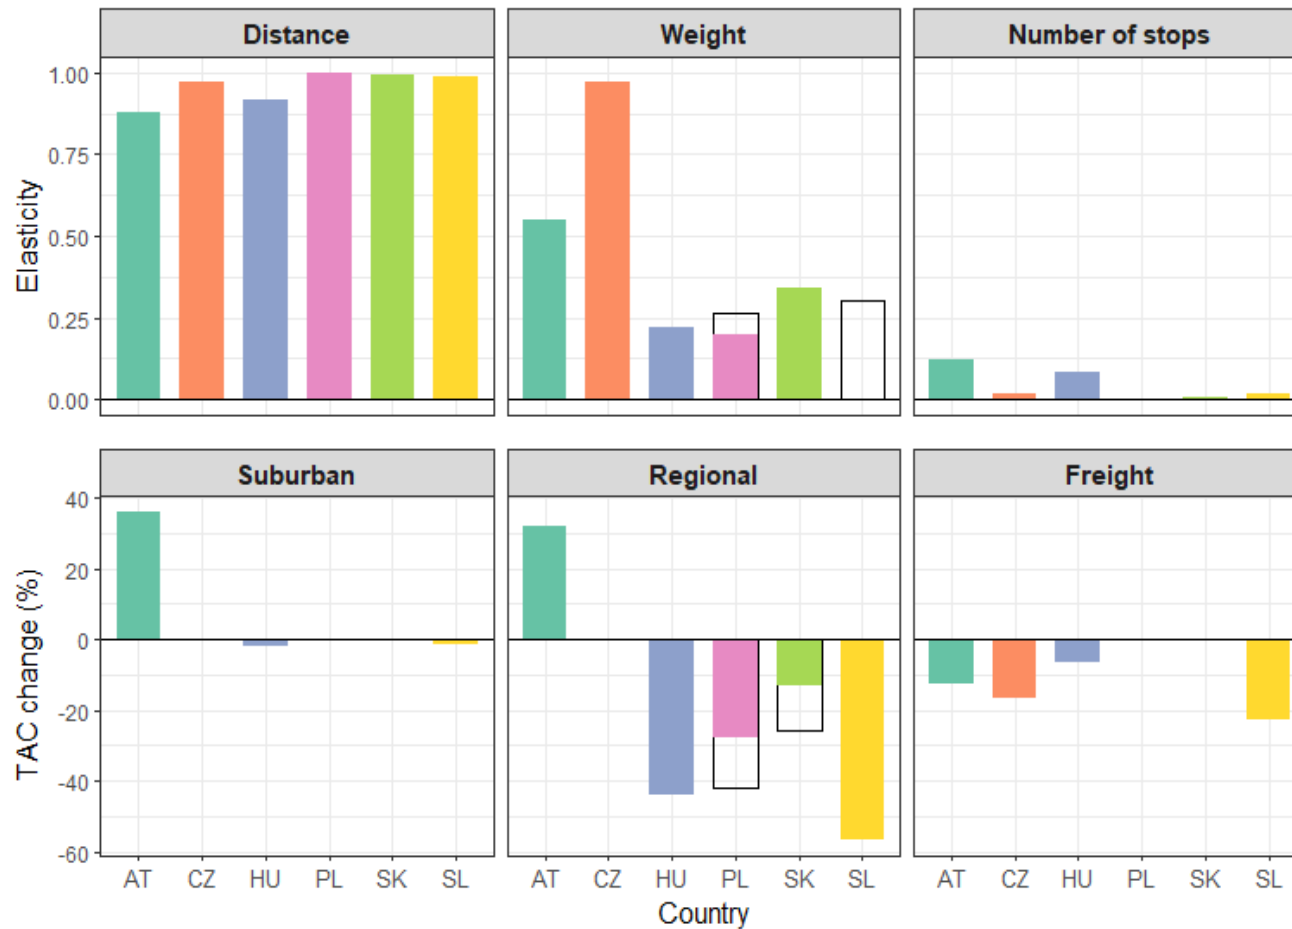 Distance Weight Number of stops
1.00
0.75
0.50
0.25
0.00
Elasticity
Suburban Regional Freight
40
20
0
-20
-40
-60
TAC change (%)
AT CZ HU PL SK SL AT CZ HU PL SK SL AT CZ HU PL SK SL
Country